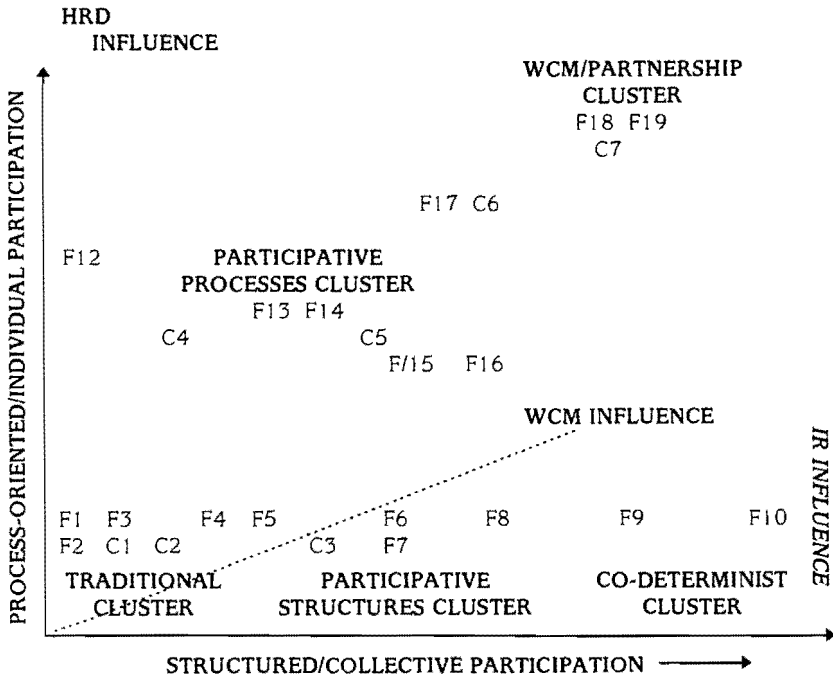 HRD
INFLUENCE
WCM/PARTNERSHIP
CLUSTER
F18 F19
C7
F17 C6
F12
PARTICIPATIVE
PROCESSES CLUSTER
F13 F14
C4 C5
F/15 F16
WCM INFLUENCE
F1 F3 F4 F5 F6 F8 F9 F10
F2 C1 C2 C3 F7
TRADITIONAL
CLUSTER
PARTICIPATIVE
STRUCTURES CLUSTER
CO-DETERMINIST
CLUSTER
PROCESS-ORIENTED/INDIVIDUAL PARTICIPATION
IR INFLUENCE
STRUCTURED/COLLECTIVE PARTICIPATION